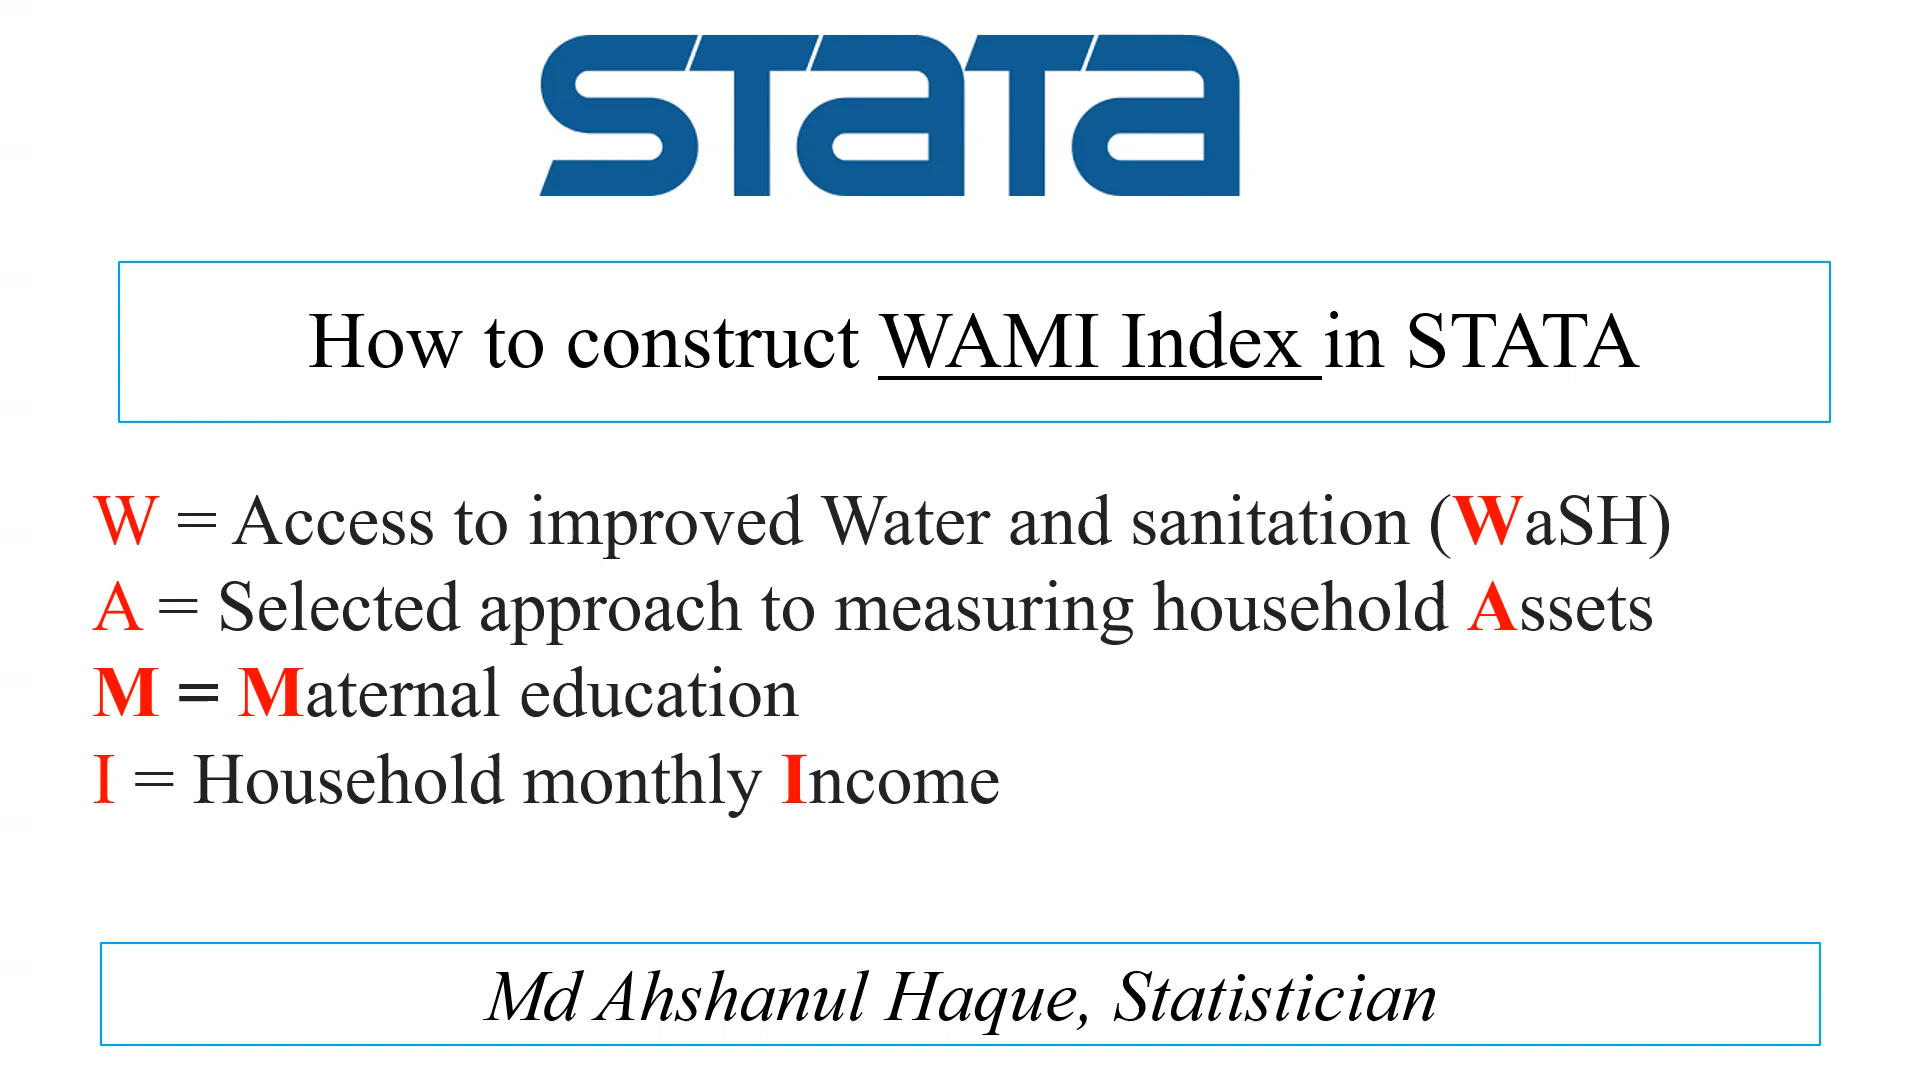 stata
How to construct WAMI Index in STATA
W = Access to improved Water and sanitation (WaSH)
A = Selected approach to measuring household Assets
M = Maternal education
I = Household monthly Income
Md Ahshanul Haque, Statistician